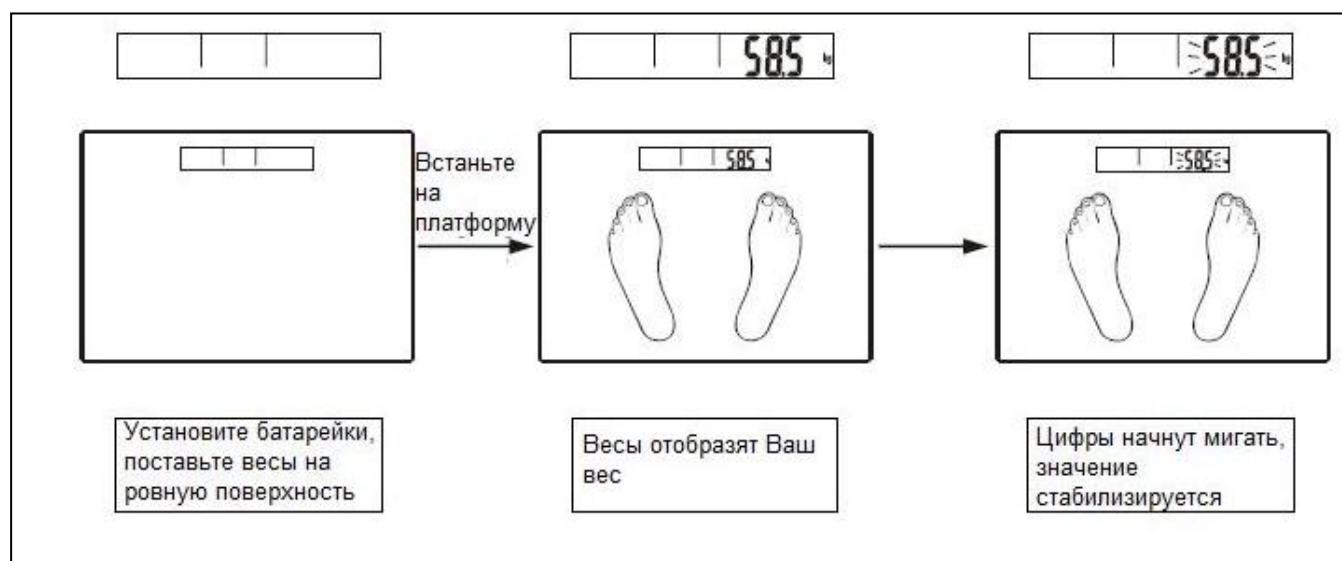 58.5 kg
58.5 kg
Встаньте
на
платформу
58.5
58.5
Установите батарейки,
поставьте весы на
ровную поверхность
Весы отобразят Ваш
вес
Цифры начнут мигать,
значение
стабилизируется